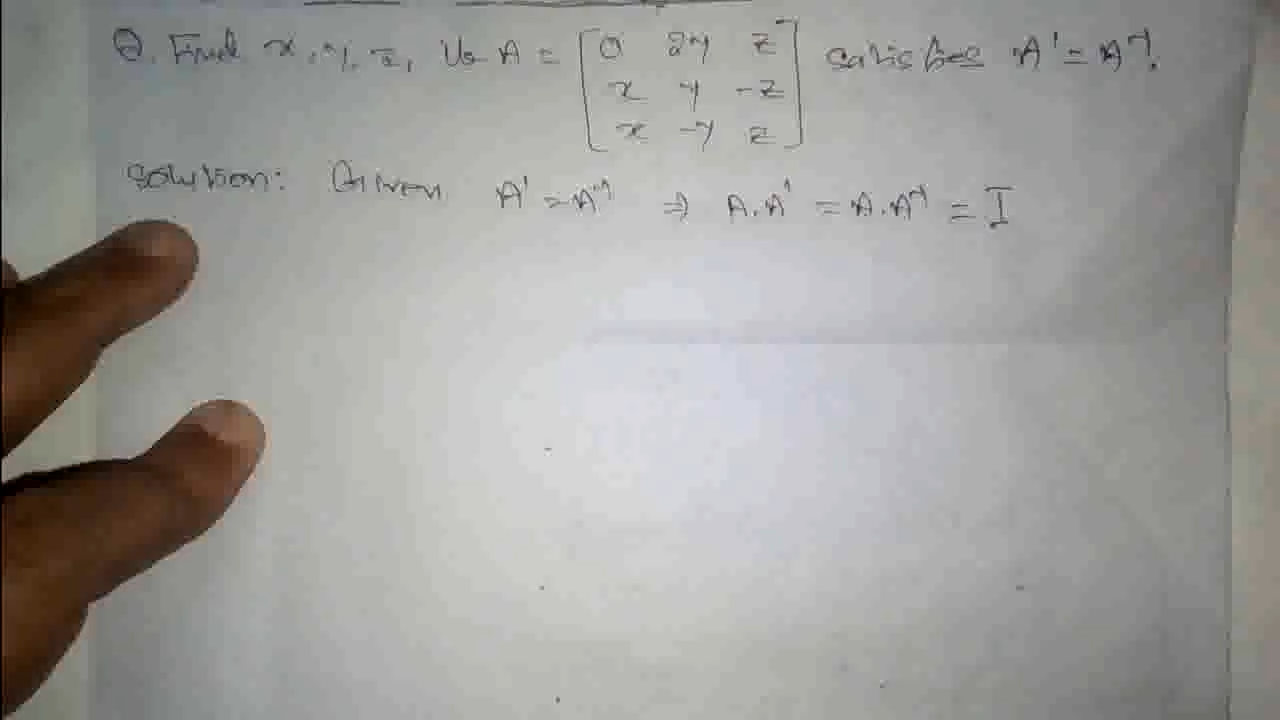 Q. Find x, y, z, if A = [0 2y z satisfies A' = A⁻¹.
x y -z
x -y z]
Solution: Given A' = A⁻¹ ⇒ A.A' = A.A⁻¹ = I